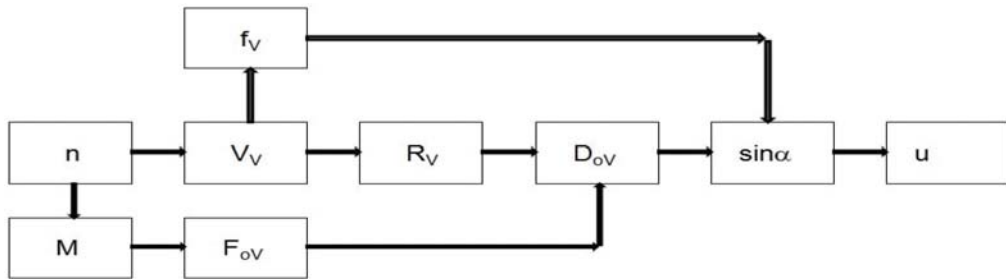 f_V
n V_V R_V D_oV sinα u
M F_oV